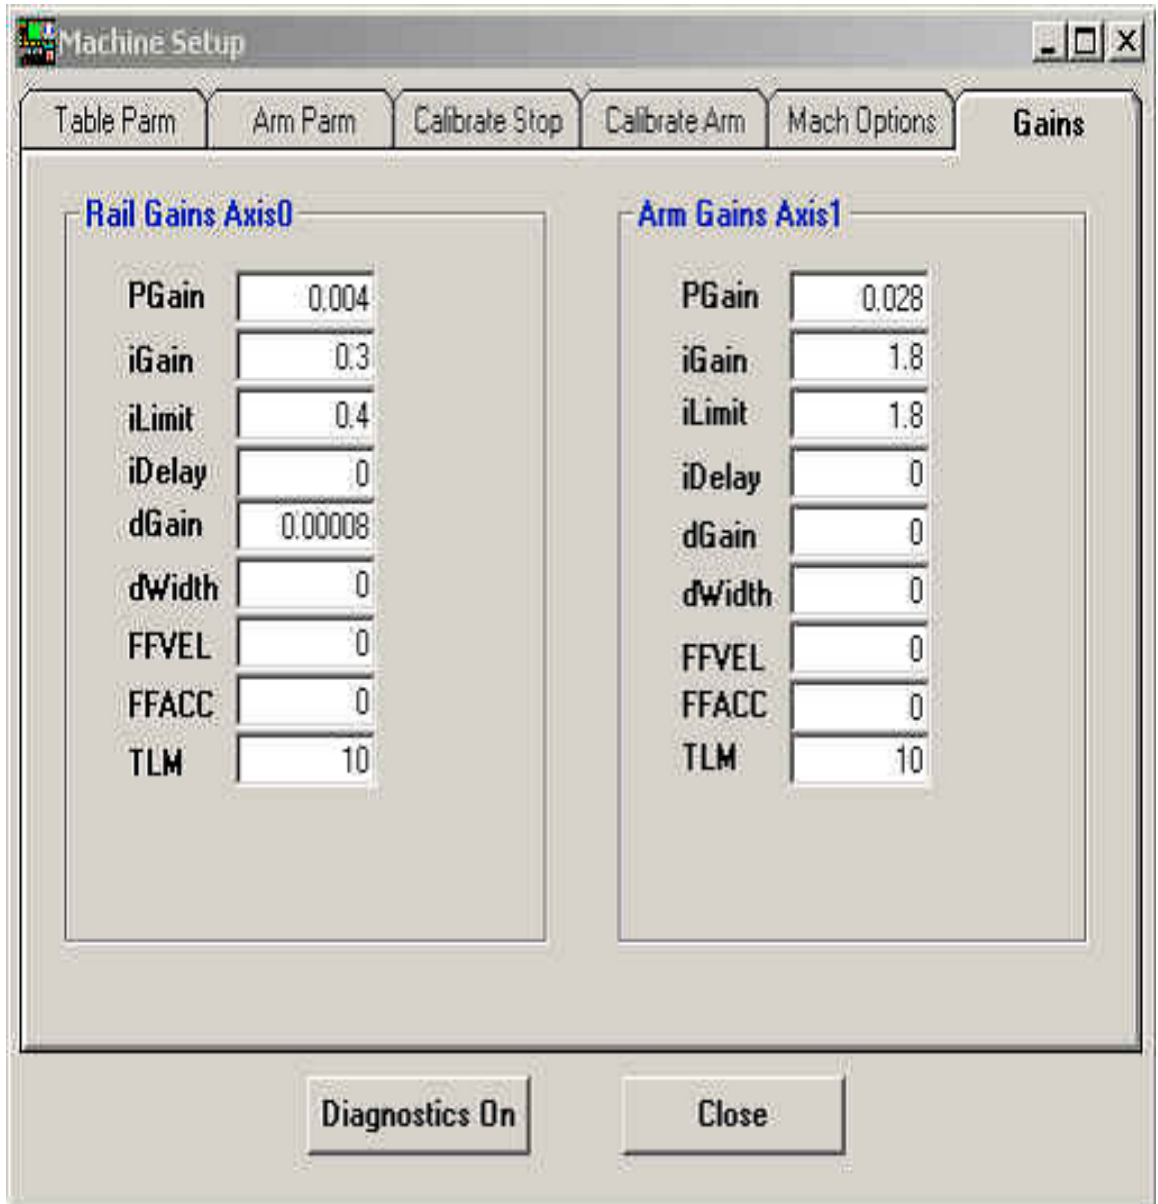 Machine Setup
Table Parm Arm Parm Calibrate Stop Calibrate Arm Mach Options Gains
Rail Gains Axis0
PGain 0.004
iGain 0.3
iLimit 0.4
iDelay 0
dGain 0.00008
dWidth 0
FFVEL 0
FFACC 0
TLM 10
Arm Gains Axis1
PGain 0.028
iGain 1.8
iLimit 1.8
iDelay 0
dGain 0
dWidth 0
FFVEL 0
FFACC 0
TLM 10
Diagnostics On Close